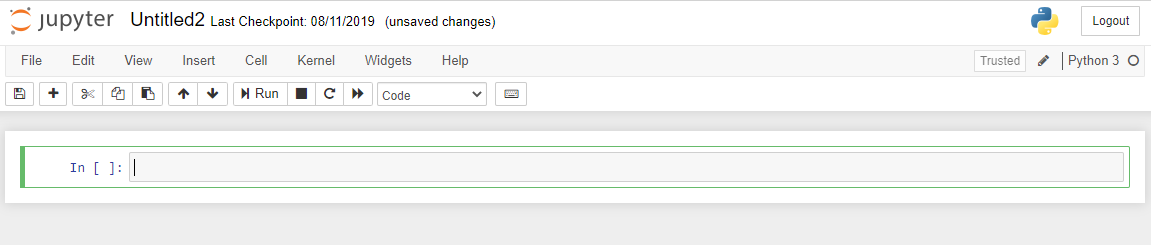 jupyter Untitled2 Last Checkpoint: 08/11/2019 (unsaved changes) Logout
File Edit View Insert Cell Kernel Widgets Help Trusted Python 3
Run Code
In [ ]: